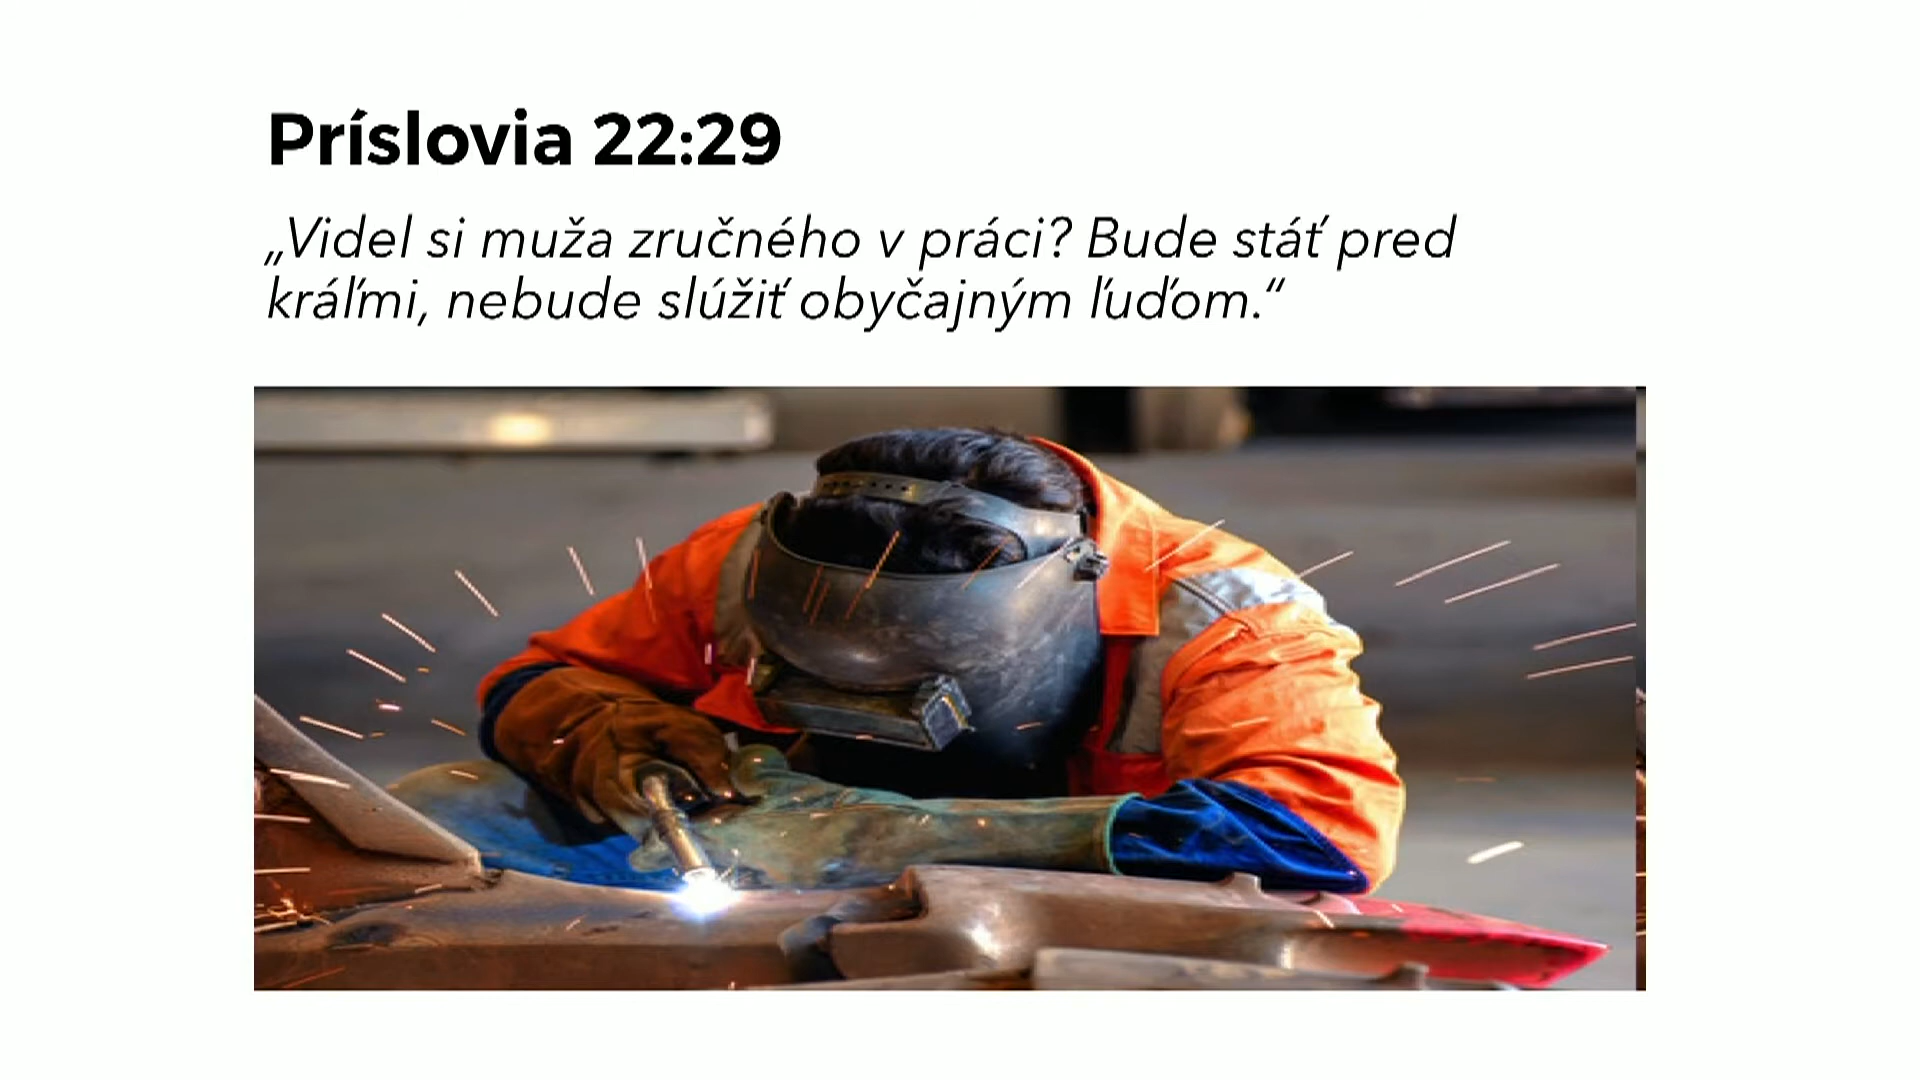 Príslovia 22:29
„Videl si muža zručného v práci? Bude stáť pred
kráľmi, nebude slúžiť obyčajným ľuďom.“